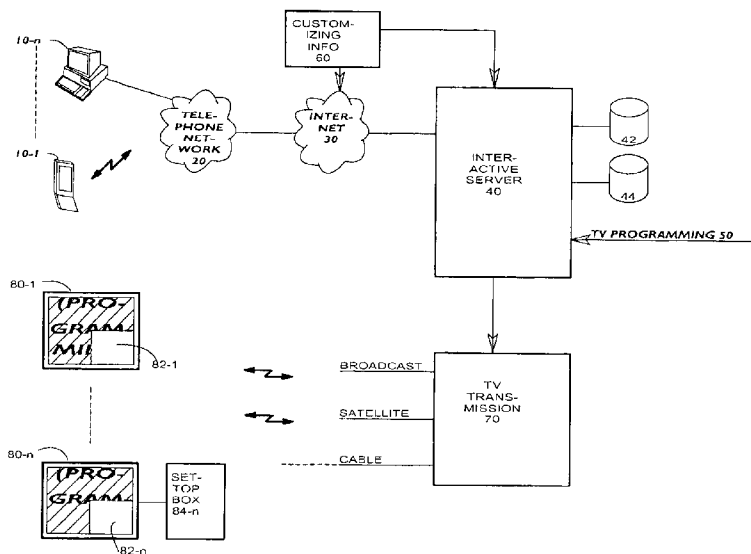 10-n
CUSTOM-
IZING
INFO
60
TELE-
PHONE
NET-
WORK
20
INTER-
NET
30
10-1
INTER-
ACTIVE
SERVER
40
42
44
TV PROGRAMMING 50
80-1
(PRO-
GRAM-
MII
82-1
BROADCAST
SATELLITE
CABLE
TV
TRANS-
MISSION
70
80-n
(PRO-
GRAM-
SET-
TOP
BOX
84-n
82-n